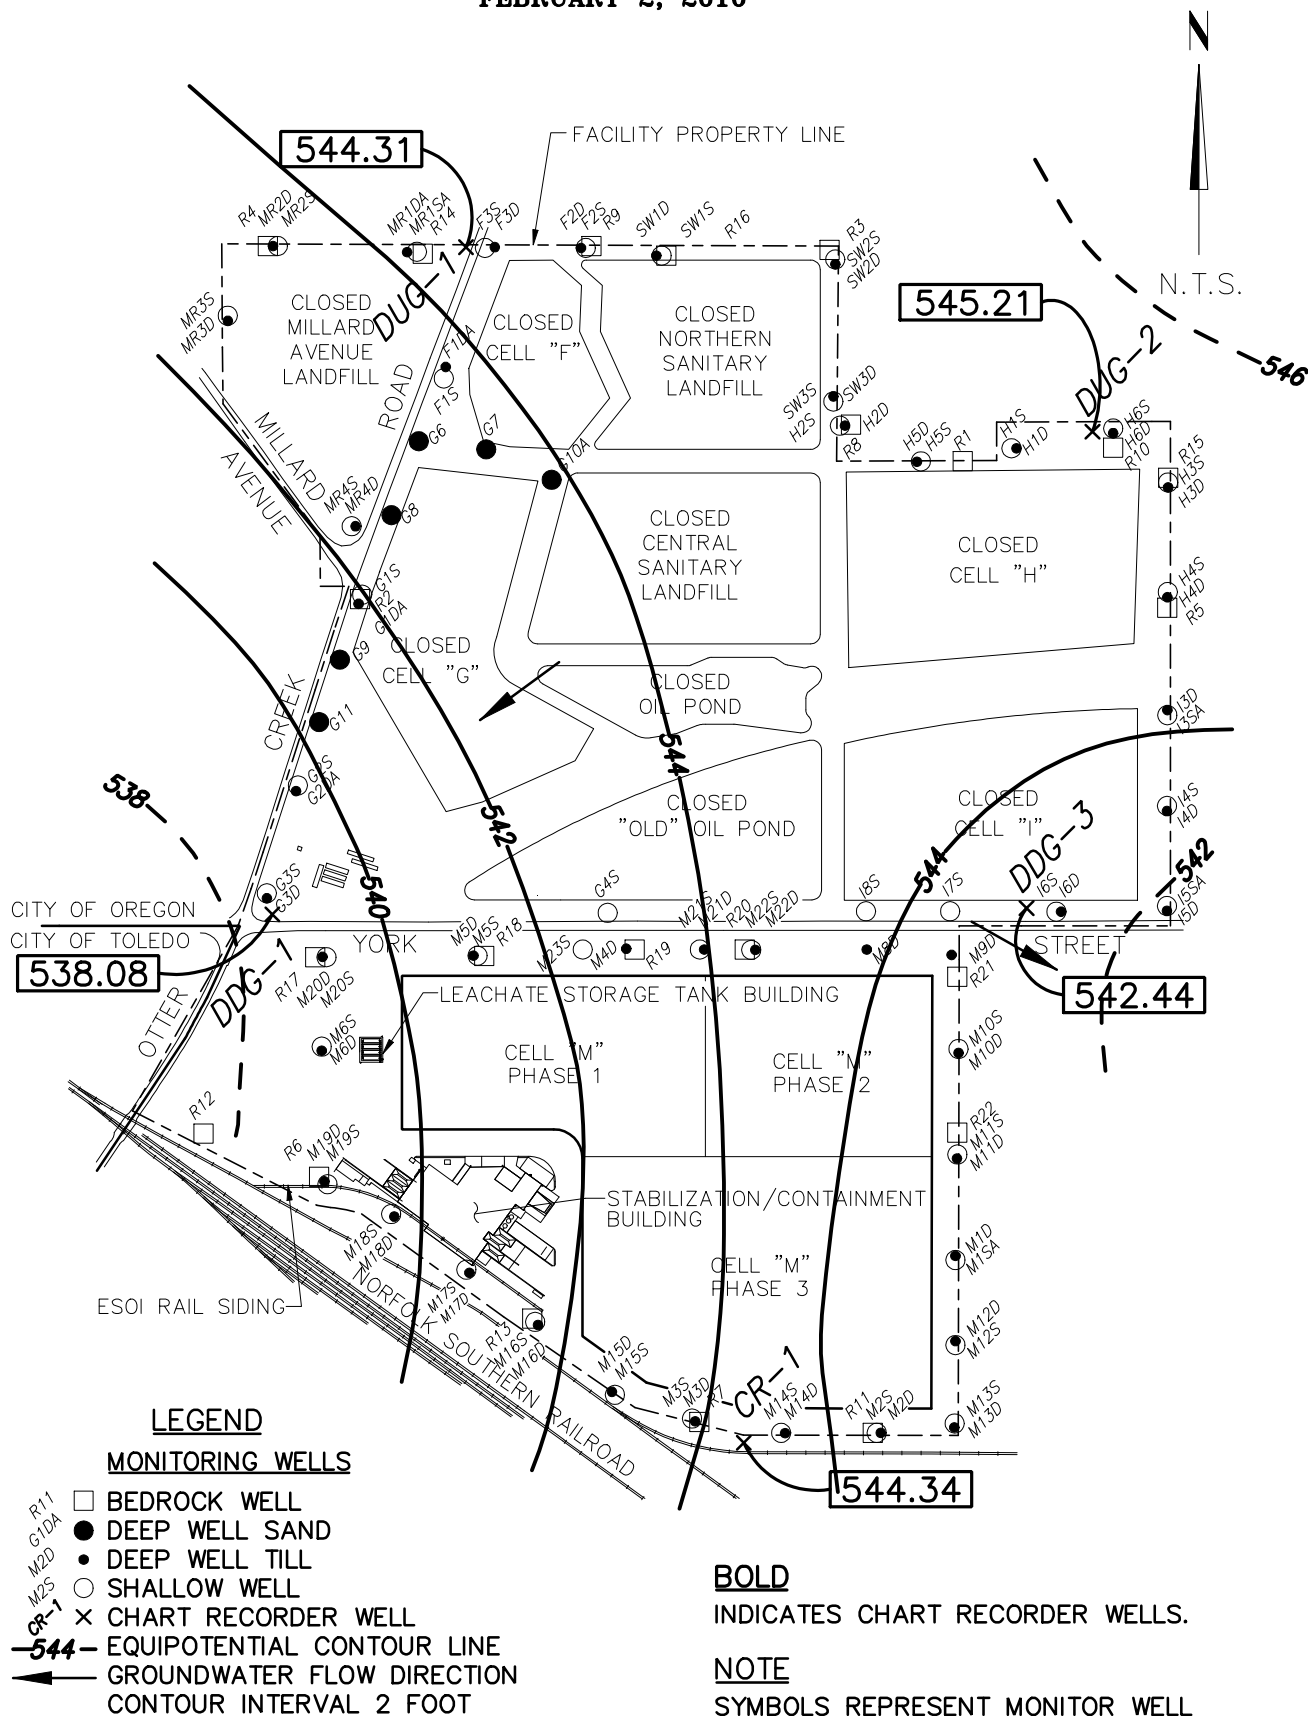 N
N.T.S.
544.31
FACILITY PROPERTY LINE
R4
MR2D
MR2S
MR1DA
MR1SA
R14
F3S
F3D
F2D
F2S
R9
SW1D
SW1S
R16
R3
SW2S
SW2D
DUG-1
545.21
DUG-2
546
MR3S
MR3D
CLOSED
MILLARD
AVENUE
LANDFILL
CLOSED
CELL "F"
CLOSED
NORTHERN
SANITARY
LANDFILL
F1DA
F1S
ROAD
MILLARD
AVENUE
SW3S
SW3D
H2S
H2D
R8
H5D
H5S
R1
H1S
H1D
H6S
H6D
R10
R15
H3S
H3D
G6
G7
G10A
MR4S
MR4D
G8
CLOSED
CENTRAL
SANITARY
LANDFILL
CLOSED
CELL "H"
G1S
R2
G1DA
H4S
H4D
R5
G9
CLOSED
CELL "G"
CLOSED
OIL POND
CREEK
G11
544
I3D
I3SA
G2S
G2DA
538
542
CLOSED
"OLD" OIL POND
CLOSED
CELL "I"
I4S
I4D
DDG-3
544
542
G3S
G3D
540
G4S
I8S
I7S
I6S
I6D
I5SA
I5D
CITY OF OREGON
CITY OF TOLEDO
538.08
DDG-1
OTTER
YORK
STREET
R17
M20D
M20S
M5D
M5S
R18
M23S
M4D
R19
M21S
M21D
R20
M22S
M22D
M8D
M9D
R21
542.44
LEACHATE STORAGE TANK BUILDING
M6S
M6D
CELL "M"
PHASE 1
CELL "M"
PHASE 2
M10S
M10D
R12
R6
M19D
M19S
R22
M11S
M11D
STABILIZATION/CONTAINMENT
BUILDING
M18S
M18D
CELL "M"
PHASE 3
M1D
M1SA
ESOI RAIL SIDING
M17S
M17D
NORFOLK SOUTHERN RAILROAD
R13
M16S
M16D
M12D
M12S
M15D
M15S
M3S
M3D
R7
CR-1
M14S
M14D
R11
M2S
M2D
M13S
M13D
544.34
LEGEND
MONITORING WELLS
R11 BEDROCK WELL
G1DA DEEP WELL SAND
M2D DEEP WELL TILL
M2S SHALLOW WELL
CR-1 CHART RECORDER WELL
544 EQUIPOTENTIAL CONTOUR LINE
GROUNDWATER FLOW DIRECTION
CONTOUR INTERVAL 2 FOOT
BOLD
INDICATES CHART RECORDER WELLS.
NOTE
SYMBOLS REPRESENT MONITOR WELL